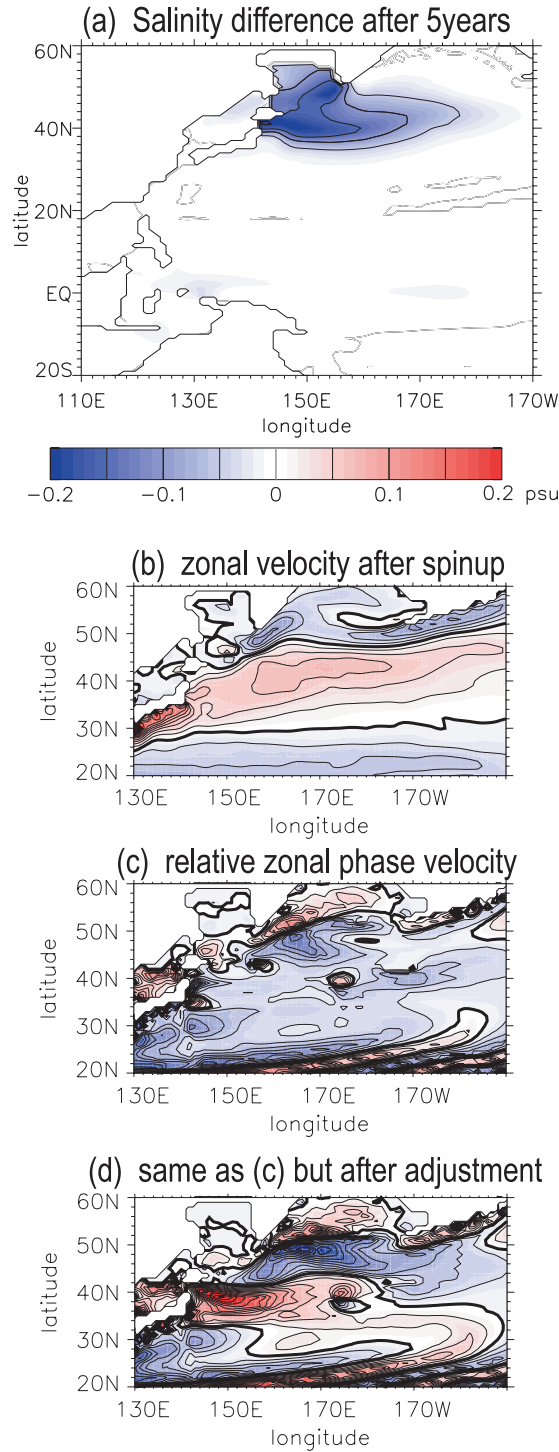 (a) Salinity difference after 5years
60N
40N
20N
EQ
20S
latitude
110E 130E 150E 170E 170W
longitude
−0.2 −0.1 0 0.1 0.2 psu
(b) zonal velocity after spinup
60N
50N
40N
30N
20N
latitude
130E 150E 170E 170W
longitude
(c) relative zonal phase velocity
60N
50N
40N
30N
20N
latitude
130E 150E 170E 170W
longitude
(d) same as (c) but after adjustment
60N
50N
40N
30N
20N
latitude
130E 150E 170E 170W
longitude